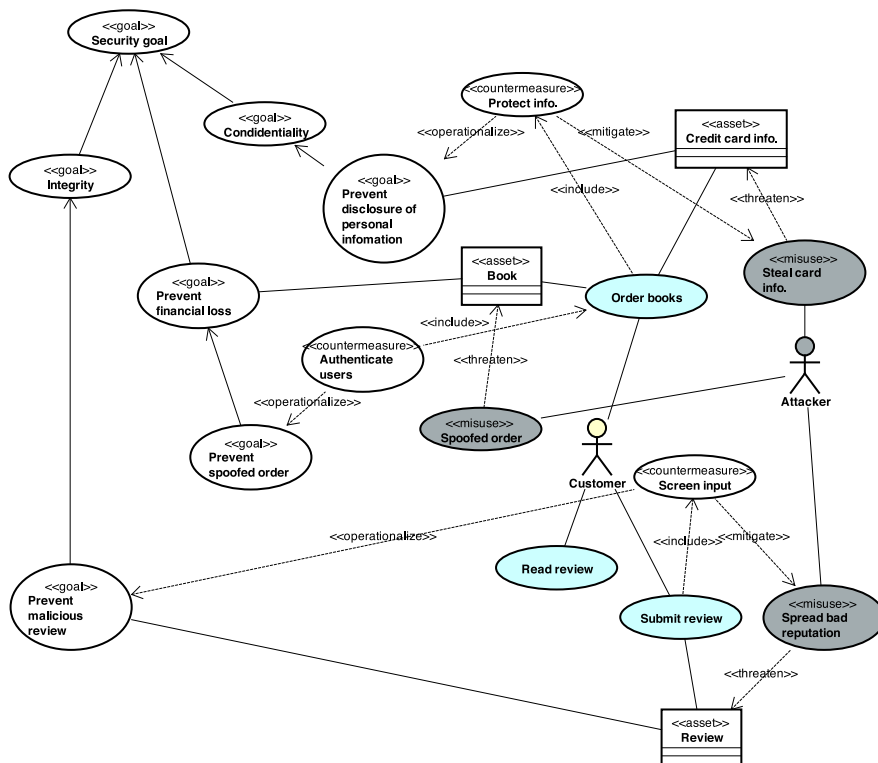 <<goal>>
Security goal
<<goal>>
Condidentiality
<<countermeasure>>
Protect info.
<<operationalize>>
<<mitigate>>
<<asset>>
Credit card info.
<<goal>>
Integrity
<<goal>>
Prevent
disclosure of
personal
infomation
<<include>>
<<threaten>>
<<misuse>>
Steal card
info.
<<goal>>
Prevent
financial loss
<<asset>>
Book
Order books
<<include>>
<<countermeasure>>
Authenticate
users
<<threaten>>
<<operationalize>>
Attacker
<<misuse>>
Spoofed order
<<goal>>
Prevent
spoofed order
Customer
<<countermeasure>>
Screen input
<<operationalize>>
<<include>>
<<mitigate>>
Read review
<<goal>>
Prevent
malicious
review
Submit review
<<misuse>>
Spread bad
reputation
<<threaten>>
<<asset>>
Review